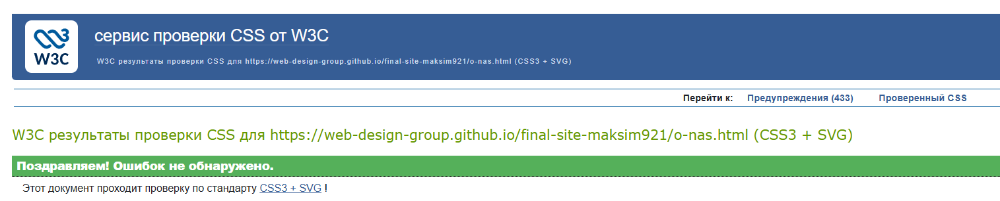 W3C
сервис проверки CSS от W3C
W3C результаты проверки CSS для https://web-design-group.github.io/final-site-maksim921/o-nas.html (CSS3 + SVG)
Перейти к: Предупреждения (433) Проверенный CSS
W3C результаты проверки CSS для https://web-design-group.github.io/final-site-maksim921/o-nas.html (CSS3 + SVG)
Поздравляем! Ошибок не обнаружено.
Этот документ проходит проверку по стандарту CSS3 + SVG !